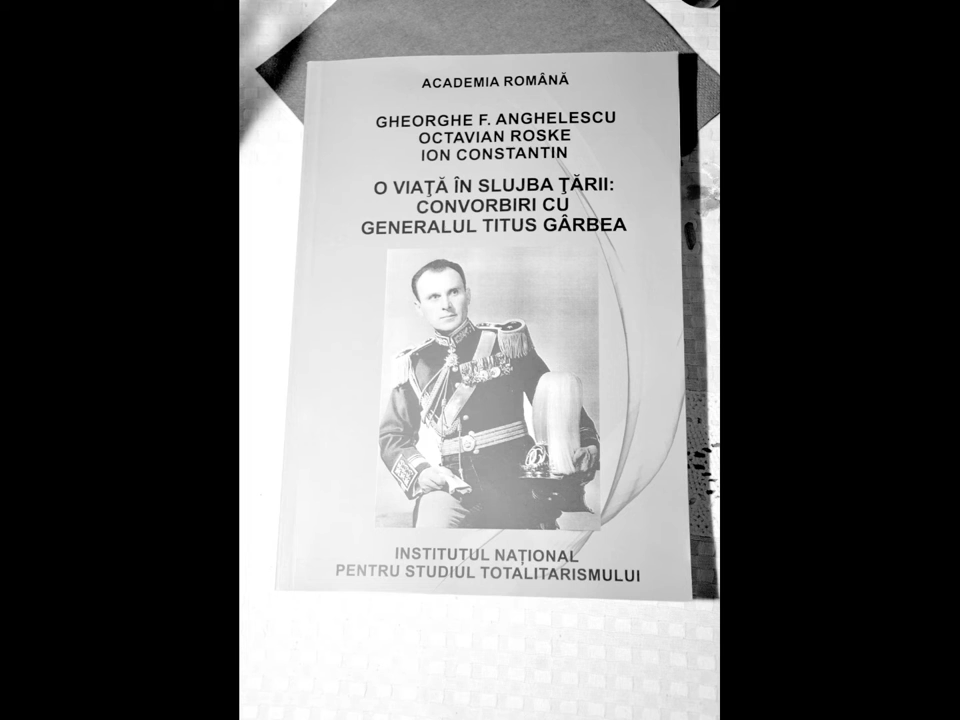 ACADEMIA ROMÂNĂ
GHEORGHE F. ANGHELESCU
OCTAVIAN ROSKE
ION CONSTANTIN
O VIAŢĂ ÎN SLUJBA ŢĂRII:
CONVORBIRI CU
GENERALUL TITUS GÂRBEA
INSTITUTUL NAȚIONAL
PENTRU STUDIUL TOTALITARISMULUI